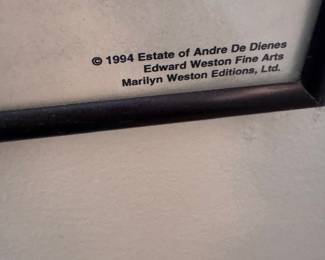 © 1994 Estate of Andre De Dienes
Edward Weston Fine Arts
Marilyn Weston Editions, Ltd.